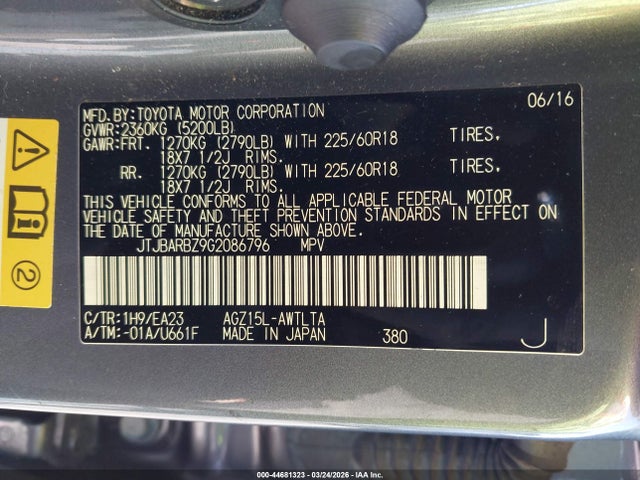 MFD.BY:TOYOTA MOTOR CORPORATION 06/16
GVWR:2360KG (5200LB)
GAWR:FRT. 1270KG (2790LB) WITH 225/60R18 TIRES,
18X7 1/2J RIMS.
RR. 1270KG (2790LB) WITH 225/60R18 TIRES,
18X7 1/2J RIMS.
THIS VEHICLE CONFORMS TO ALL APPLICABLE FEDERAL MOTOR
VEHICLE SAFETY AND THEFT PREVENTION STANDARDS IN EFFECT ON
THE DATE OF MANUFACTURE SHOWN ABOVE.
JTJBARBZ9G2086796 MPV
C/TR:1H9/EA23 AGZ15L-AWTLTA
A/TM:-01A/U661F MADE IN JAPAN 380 J
2
000-44681323 - 03/24/2026 - IAA Inc.